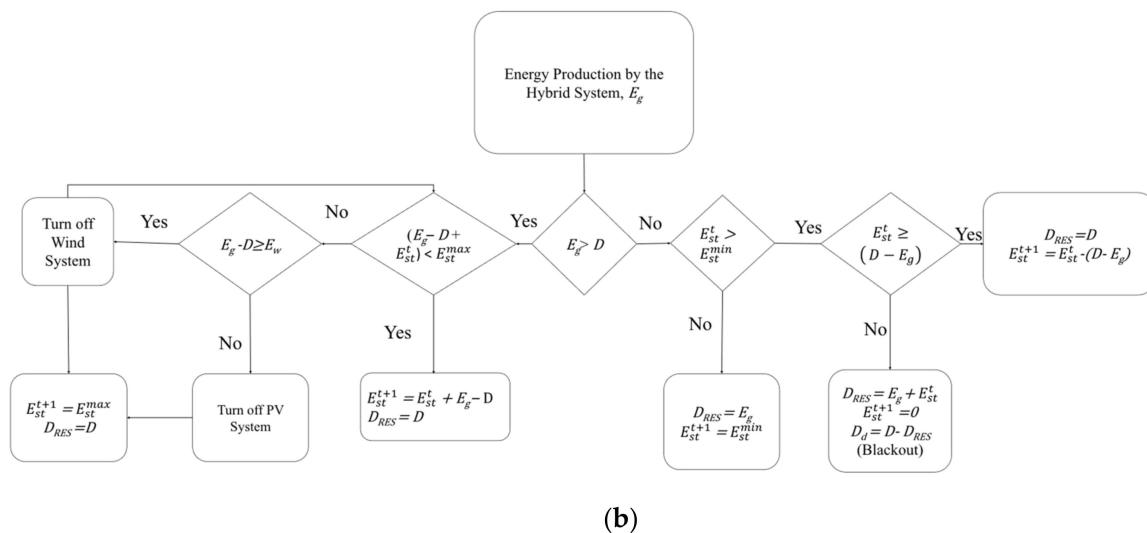 Energy Production by the
Hybrid System, E_g
Turn off
Wind
System
Yes
E_g -D≥E_w
No
(E_g – D +
E_st^t) < E_st^max
Yes
E_g > D
No
E_st^t >
E_st^min
Yes
E_st^t ≥
(D – E_g)
Yes
D_RES=D
E_st^t+1 = E_st^t -(D- E_g)
No
Yes
No
No
E_st^t+1 = E_st^max
D_RES=D
Turn off PV
System
E_st^t+1 = E_st^t + E_g – D
D_RES= D
D_RES= E_g
E_st^t+1 = E_st^min
D_RES= E_g + E_st^t
E_st^t+1 =0
D_d = D- D_RES
(Blackout)
(b)